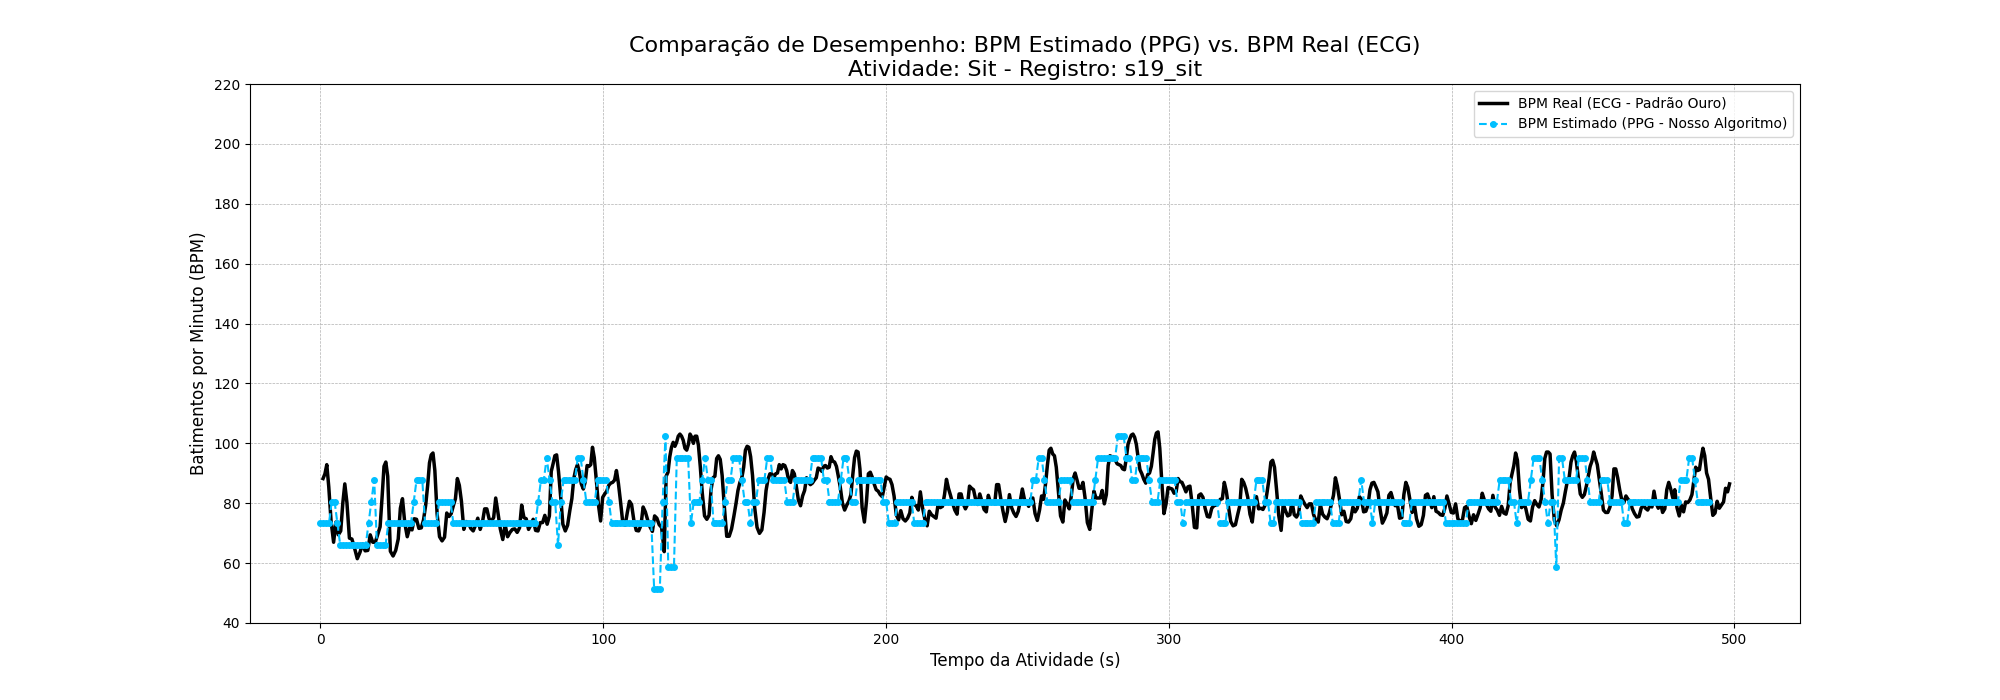 Comparação de Desempenho: BPM Estimado (PPG) vs. BPM Real (ECG)
Atividade: Sit - Registro: s19_sit
BPM Real (ECG - Padrão Ouro)
BPM Estimado (PPG - Nosso Algoritmo)
Batimentos por Minuto (BPM)
220
200
180
160
140
120
100
80
60
40
0 100 200 300 400 500
Tempo da Atividade (s)